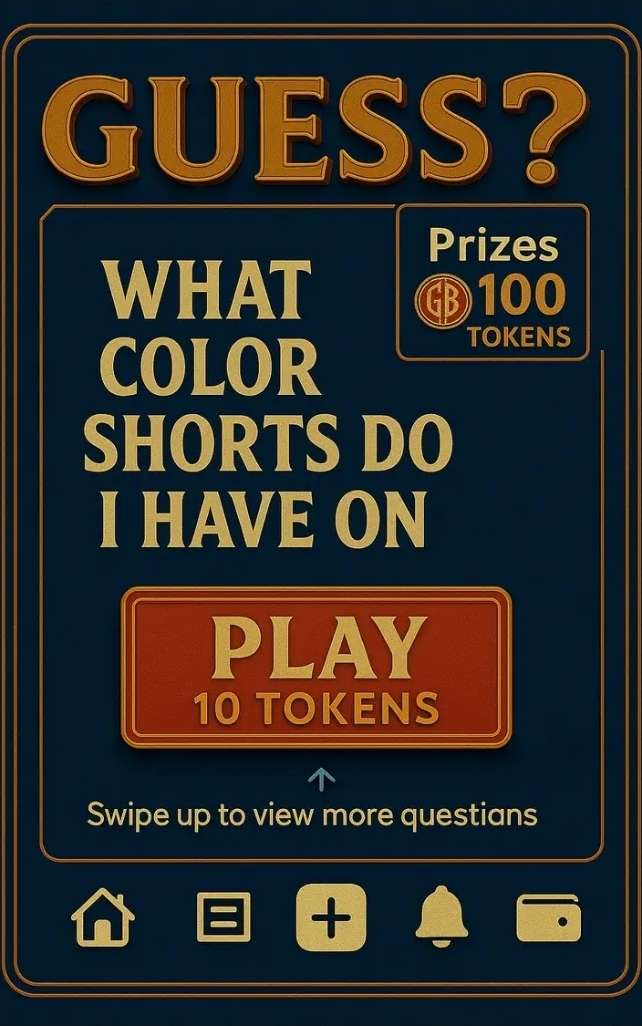 GUESS?
Prizes
GB 100
TOKENS
WHAT
COLOR
SHORTS DO
I HAVE ON
PLAY
10 TOKENS
Swipe up to view more questians